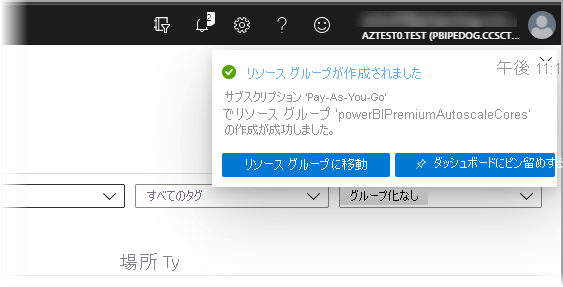 2
AZTEST0.TEST (PBIPEDOG.CCSCT...
リソース グループが作成されました
午後 11:1
サブスクリプション 'Pay-As-You-Go'
でリソース グループ 'powerBIPremiumAutoscaleCores'
の作成が成功しました。
リソース グループに移動
ダッシュボードにピン留めする
すべてのタグ
グループ化なし
場所 Ty